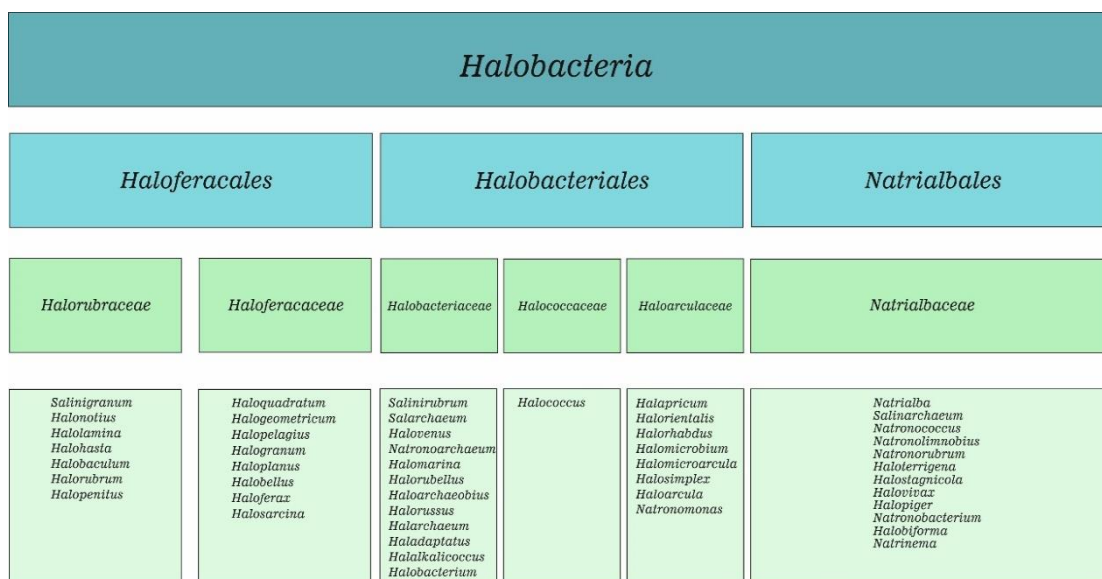 Halobacteria
Haloferacales
Halobacteriales
Natrialbales
Halorubraceae
Haloferacaceae
Halobacteriaceae
Halococcaceae
Haloarculaceae
Natrialbaceae
Salinigranum
Halonotius
Halolamina
Halohasta
Halobaculum
Halorubrum
Halopenitus
Haloquadratum
Halogeometricum
Halopelagius
Halogranum
Haloplanus
Halobellus
Haloferax
Halosarcina
Salinirubrum
Salarchaeum
Halovenus
Natronoarchaeum
Halomarina
Halorubellus
Haloarchaeobius
Halorussus
Halarchaeum
Haladaptatus
Halalkalicoccus
Halobacterium
Halococcus
Halapricum
Halorientalis
Halorhabdus
Halomicrobium
Halomicroarcula
Halosimplex
Haloarcula
Natronomonas
Natrialba
Salinarchaeum
Natronococcus
Natronolimnobius
Natronorubrum
Haloterrigena
Halostagnicola
Halovivax
Halopiger
Natronobacterium
Halobiforma
Natrinema